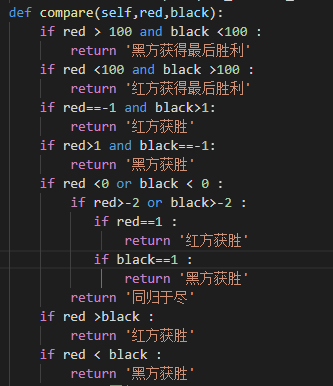 def compare(self,red,black):
    if red > 100 and black <100 :
        return '黑方获得最后胜利'
    if red <100 and black >100 :
        return '红方获得最后胜利'
    if red==-1 and black>1:
        return '红方获胜'
    if red>1 and black==-1:
        return '黑方获胜'
    if red <0 or black < 0 :
        if red>-2 or black>-2 :
            if red==1 :
                return '红方获胜'
            if black==1 :
                return '黑方获胜'
        return '同归于尽'
    if red >black :
        return '红方获胜'
    if red < black :
        return '黑方获胜'